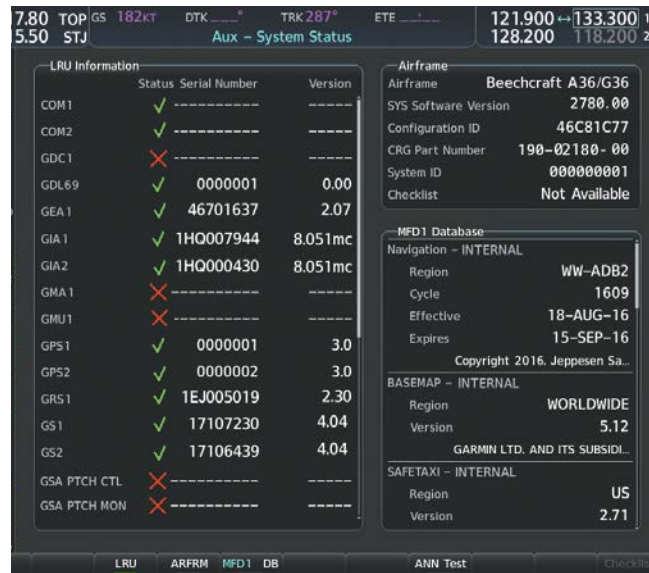 7.80 TOP GS 182KT DTK ___° TRK 287° ETE __:__ 121.900 ↔ 133.300 1
5.50 STJ Aux – System Status 128.200 118.200 2
LRU Information
Status Serial Number Version
COM1 ✓ ---------- -----
COM2 ✓ ---------- -----
GDC1 ✗ ---------- -----
GDL69 ✓ 0000001 0.00
GEA1 ✓ 46701637 2.07
GIA1 ✓ 1HQ007944 8.051mc
GIA2 ✓ 1HQ000430 8.051mc
GMA1 ✗ ---------- -----
GMU1 ✗ ---------- -----
GPS1 ✓ 0000001 3.0
GPS2 ✓ 0000002 3.0
GRS1 ✓ 1EJ005019 2.30
GS1 ✓ 17107230 4.04
GS2 ✓ 17106439 4.04
GSA PTCH CTL ✗ ---------- -----
GSA PTCH MON ✗ ---------- -----
Airframe
Airframe Beechcraft A36/G36
SYS Software Version 2780.00
Configuration ID 46C81C77
CRG Part Number 190-02180-00
System ID 000000001
Checklist Not Available
MFD1 Database
Navigation – INTERNAL
Region WW-ADB2
Cycle 1609
Effective 18-AUG-16
Expires 15-SEP-16
Copyright 2016. Jeppesen Sa...
BASEMAP – INTERNAL
Region WORLDWIDE
Version 5.12
GARMIN LTD. AND ITS SUBSIDI...
SAFETAXI – INTERNAL
Region US
Version 2.71
LRU ARFRM MFD1 DB ANN Test Checkli